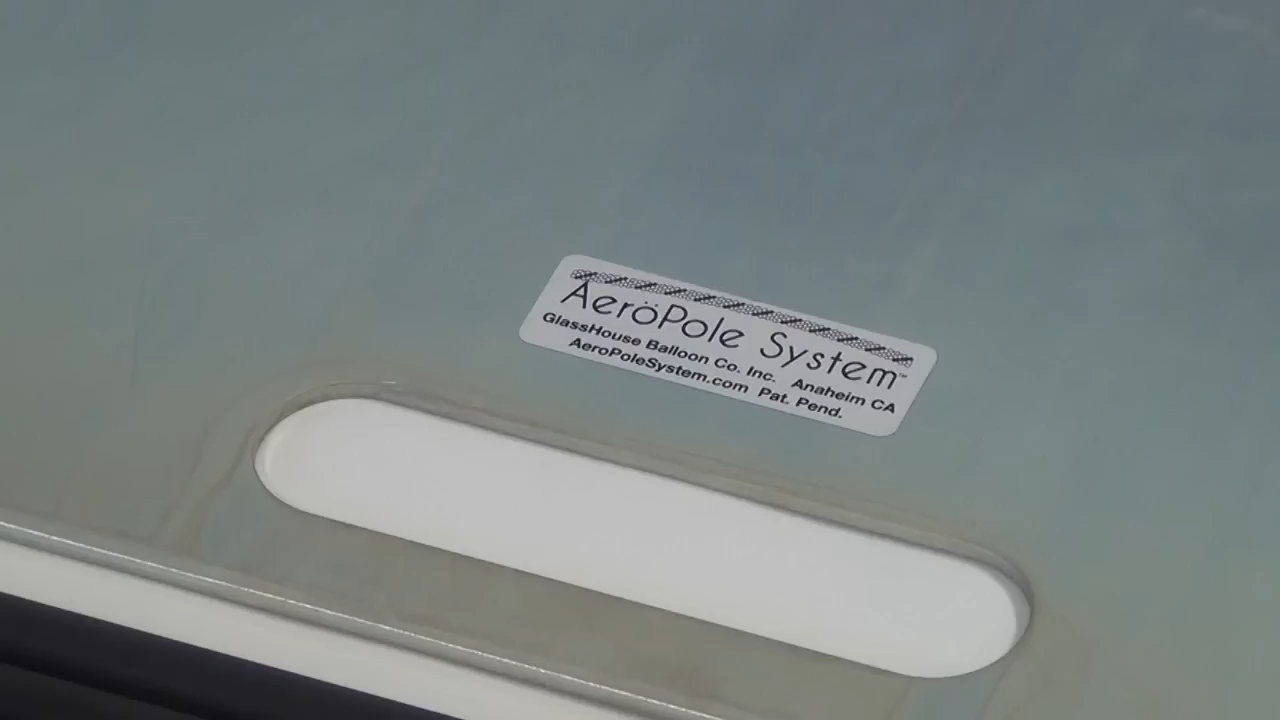 AeröPole System™
GlassHouse Balloon Co. Inc. Anaheim CA
AeroPoleSystem.com Pat. Pend.